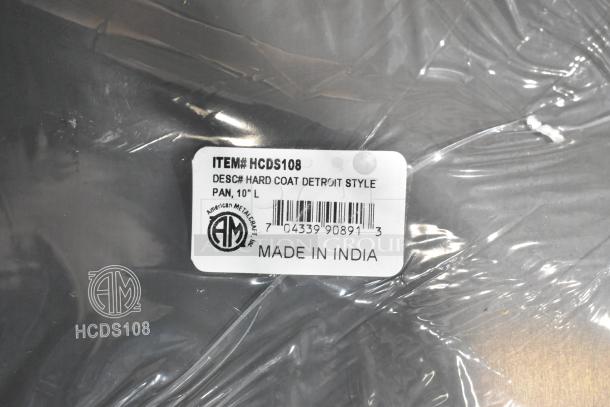 ITEM# HCDS108
DESC# HARD COAT DETROIT STYLE
PAN, 10" L
American METALCRAFT, Inc.
AM
7 04339 90891 3
MADE IN INDIA
AM
HCDS108